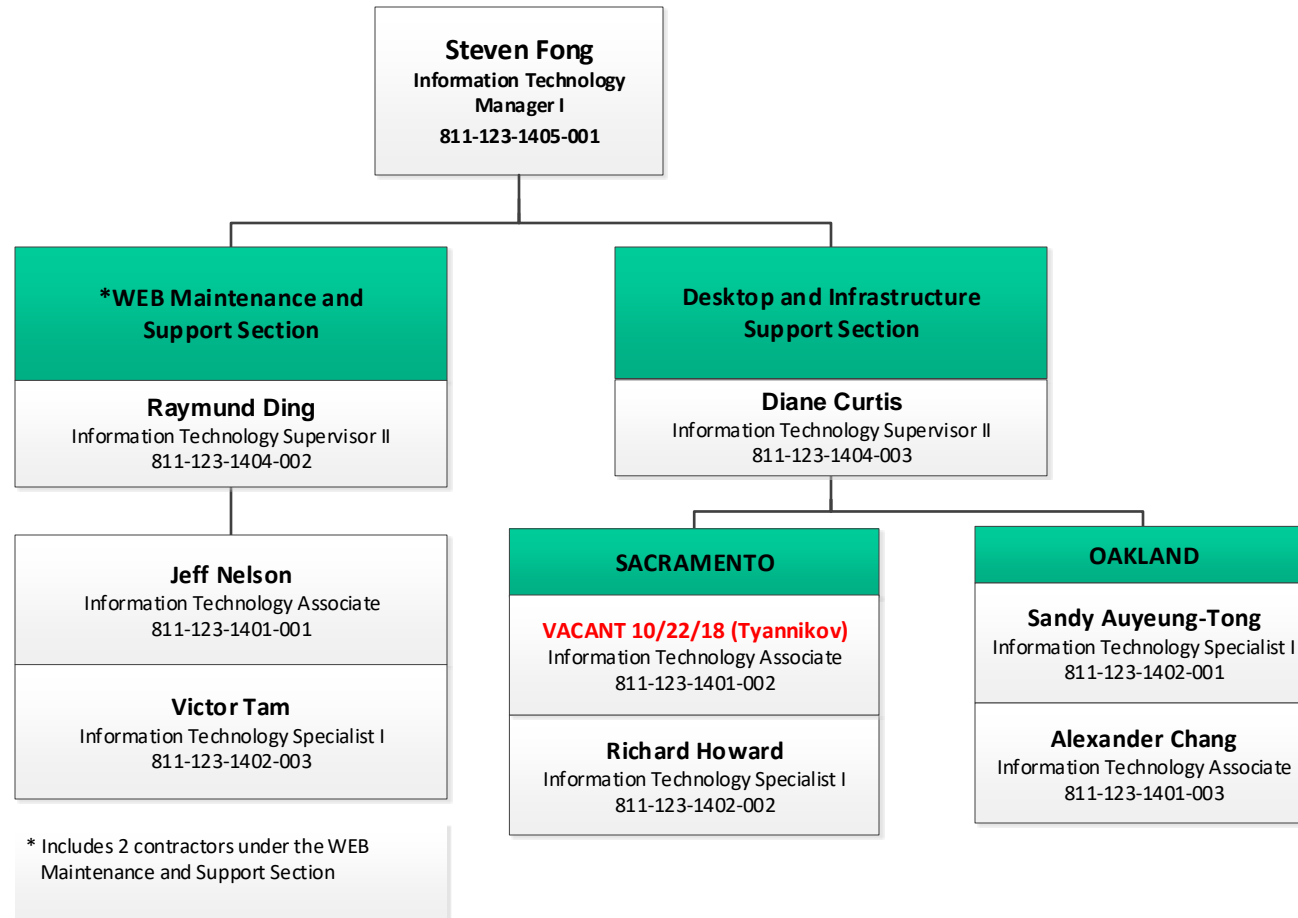 Steven Fong
Information Technology
Manager I
811-123-1405-001
*WEB Maintenance and
Support Section
Raymund Ding
Information Technology Supervisor II
811-123-1404-002
Jeff Nelson
Information Technology Associate
811-123-1401-001
Victor Tam
Information Technology Specialist I
811-123-1402-003
* Includes 2 contractors under the WEB
Maintenance and Support Section
Desktop and Infrastructure
Support Section
Diane Curtis
Information Technology Supervisor II
811-123-1404-003
SACRAMENTO
VACANT 10/22/18 (Tyannikov)
Information Technology Associate
811-123-1401-002
Richard Howard
Information Technology Specialist I
811-123-1402-002
OAKLAND
Sandy Auyeung-Tong
Information Technology Specialist I
811-123-1402-001
Alexander Chang
Information Technology Associate
811-123-1401-003